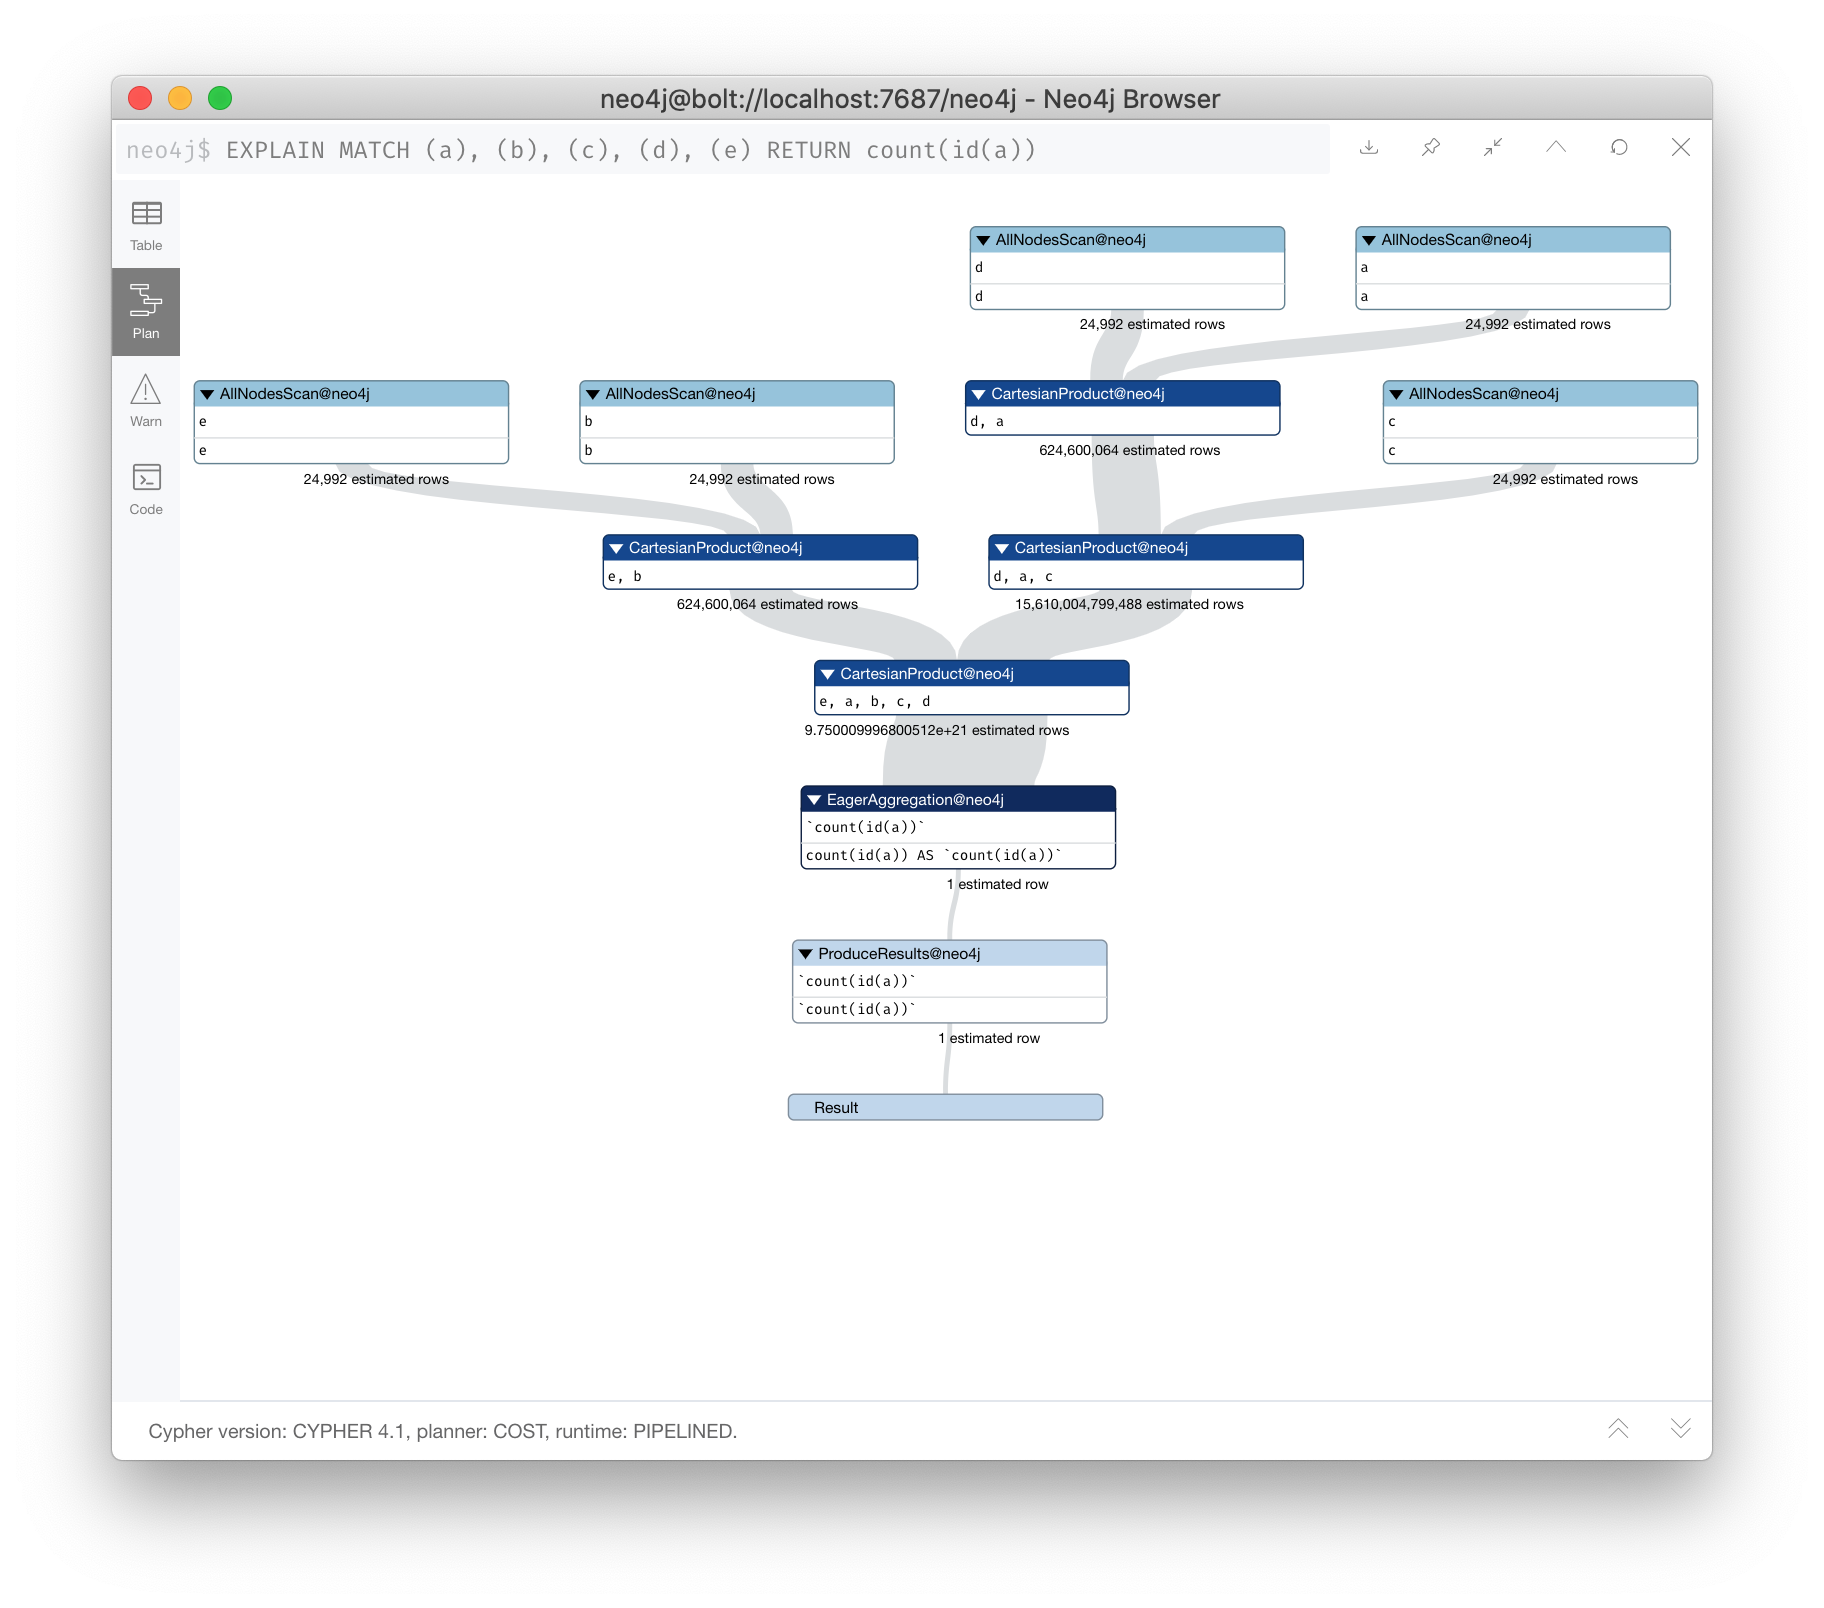 neo4j@bolt://localhost:7687/neo4j - Neo4j Browser
neo4j$ EXPLAIN MATCH (a), (b), (c), (d), (e) RETURN count(id(a))
Table
Plan
Warn
Code
AllNodesScan@neo4j
d
d
24,992 estimated rows
AllNodesScan@neo4j
a
a
24,992 estimated rows
AllNodesScan@neo4j
e
e
24,992 estimated rows
AllNodesScan@neo4j
b
b
24,992 estimated rows
CartesianProduct@neo4j
d, a
624,600,064 estimated rows
AllNodesScan@neo4j
c
c
24,992 estimated rows
CartesianProduct@neo4j
e, b
624,600,064 estimated rows
CartesianProduct@neo4j
d, a, c
15,610,004,799,488 estimated rows
CartesianProduct@neo4j
e, a, b, c, d
9.750009996800512e+21 estimated rows
EagerAggregation@neo4j
`count(id(a))`
count(id(a)) AS `count(id(a))`
1 estimated row
ProduceResults@neo4j
`count(id(a))`
`count(id(a))`
1 estimated row
Result
Cypher version: CYPHER 4.1, planner: COST, runtime: PIPELINED.